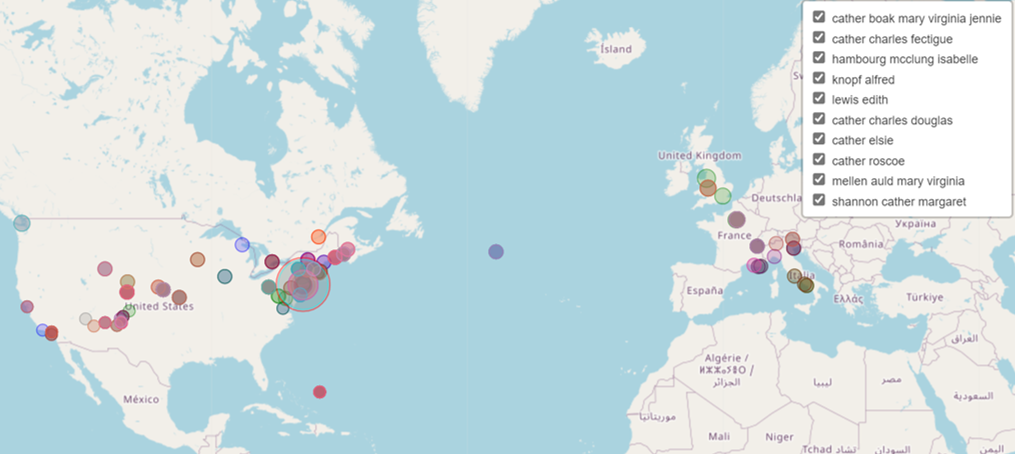 cather boak mary virginia jennie
cather charles fectigue
hambourg mcclung isabelle
knopf alfred
lewis edith
cather charles douglas
cather elsie
cather roscoe
mellen auld mary virginia
shannon cather margaret
Ísland
United Kingdom
Deutschla
Україна
France
România
Italia
United States
España
Ελλάς
Türkiye
México
العراق
Algérie /
ⵍⵣⵣⴰⵢⴻⵔ /
الجزائر
ليبيا
مصر
السعودية
موريتانيا
Mali
Niger
Tchad تشاد
اليمن